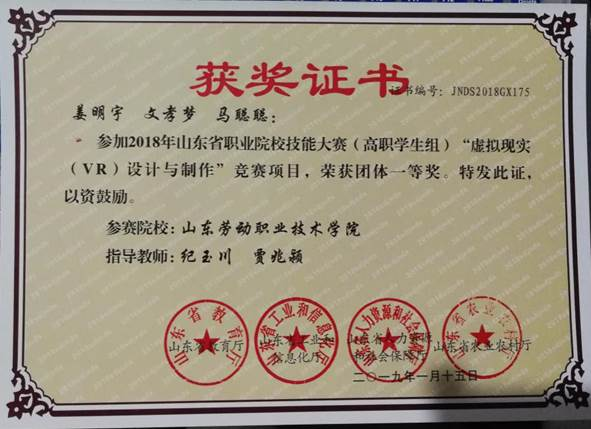 获奖证书
证书编号：JNDS2018GX175
姜明宇 文孝梦 马聪聪：
参加2018年山东省职业院校技能大赛（高职学生组）“虚拟现实
（VR）设计与制作”竞赛项目，荣获团体一等奖。特发此证，
以资鼓励。
参赛院校：山东劳动职业技术学院
指导教师：纪玉川 贾兆颖
山东省教育厅
山东省工业和信息化厅
山东省人力资源和社会保障厅
山东省农业农村厅
山东省教育厅 山东省工业和 山东省人力资源 山东省农业农村厅
信息化厅 和社会保障厅
二〇一九年一月十五日